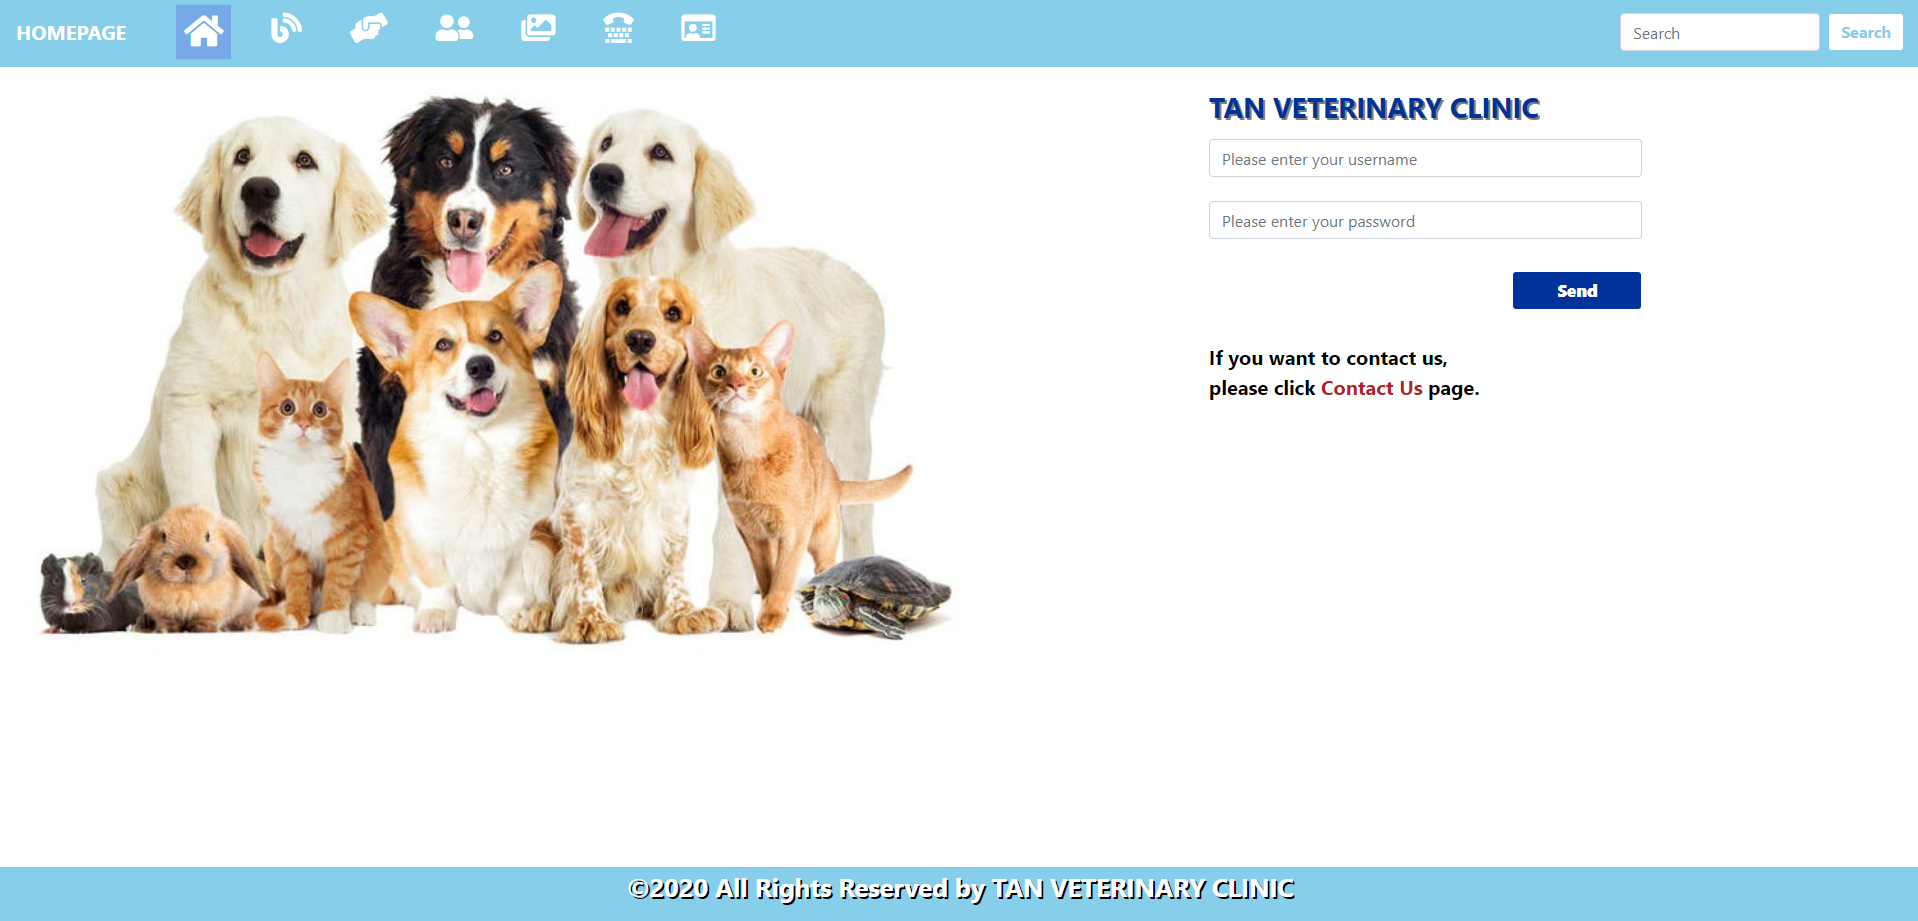 HOMEPAGE
Search
Search
TAN VETERINARY CLINIC
Please enter your username
Please enter your password
Send
If you want to contact us,
please click Contact Us page.
©2020 All Rights Reserved by TAN VETERINARY CLINIC